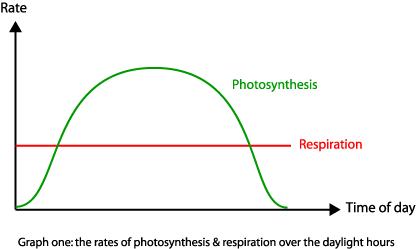 Rate
Photosynthesis
Respiration
Time of day
Graph one: the rates of photosynthesis & respiration over the daylight hours